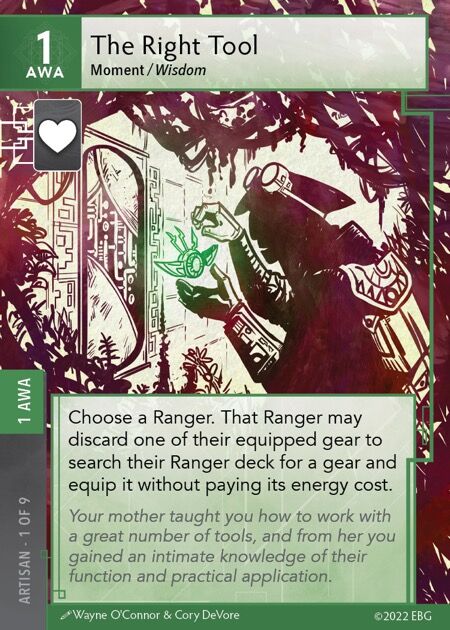 1
AWA
The Right Tool
Moment / Wisdom
1 AWA
ARTISAN - 1 OF 9
Choose a Ranger. That Ranger may
discard one of their equipped gear to
search their Ranger deck for a gear and
equip it without paying its energy cost.
Your mother taught you how to work with
a great number of tools, and from her you
gained an intimate knowledge of their
function and practical application.
Wayne O'Connor & Cory DeVore
©2022 EBG